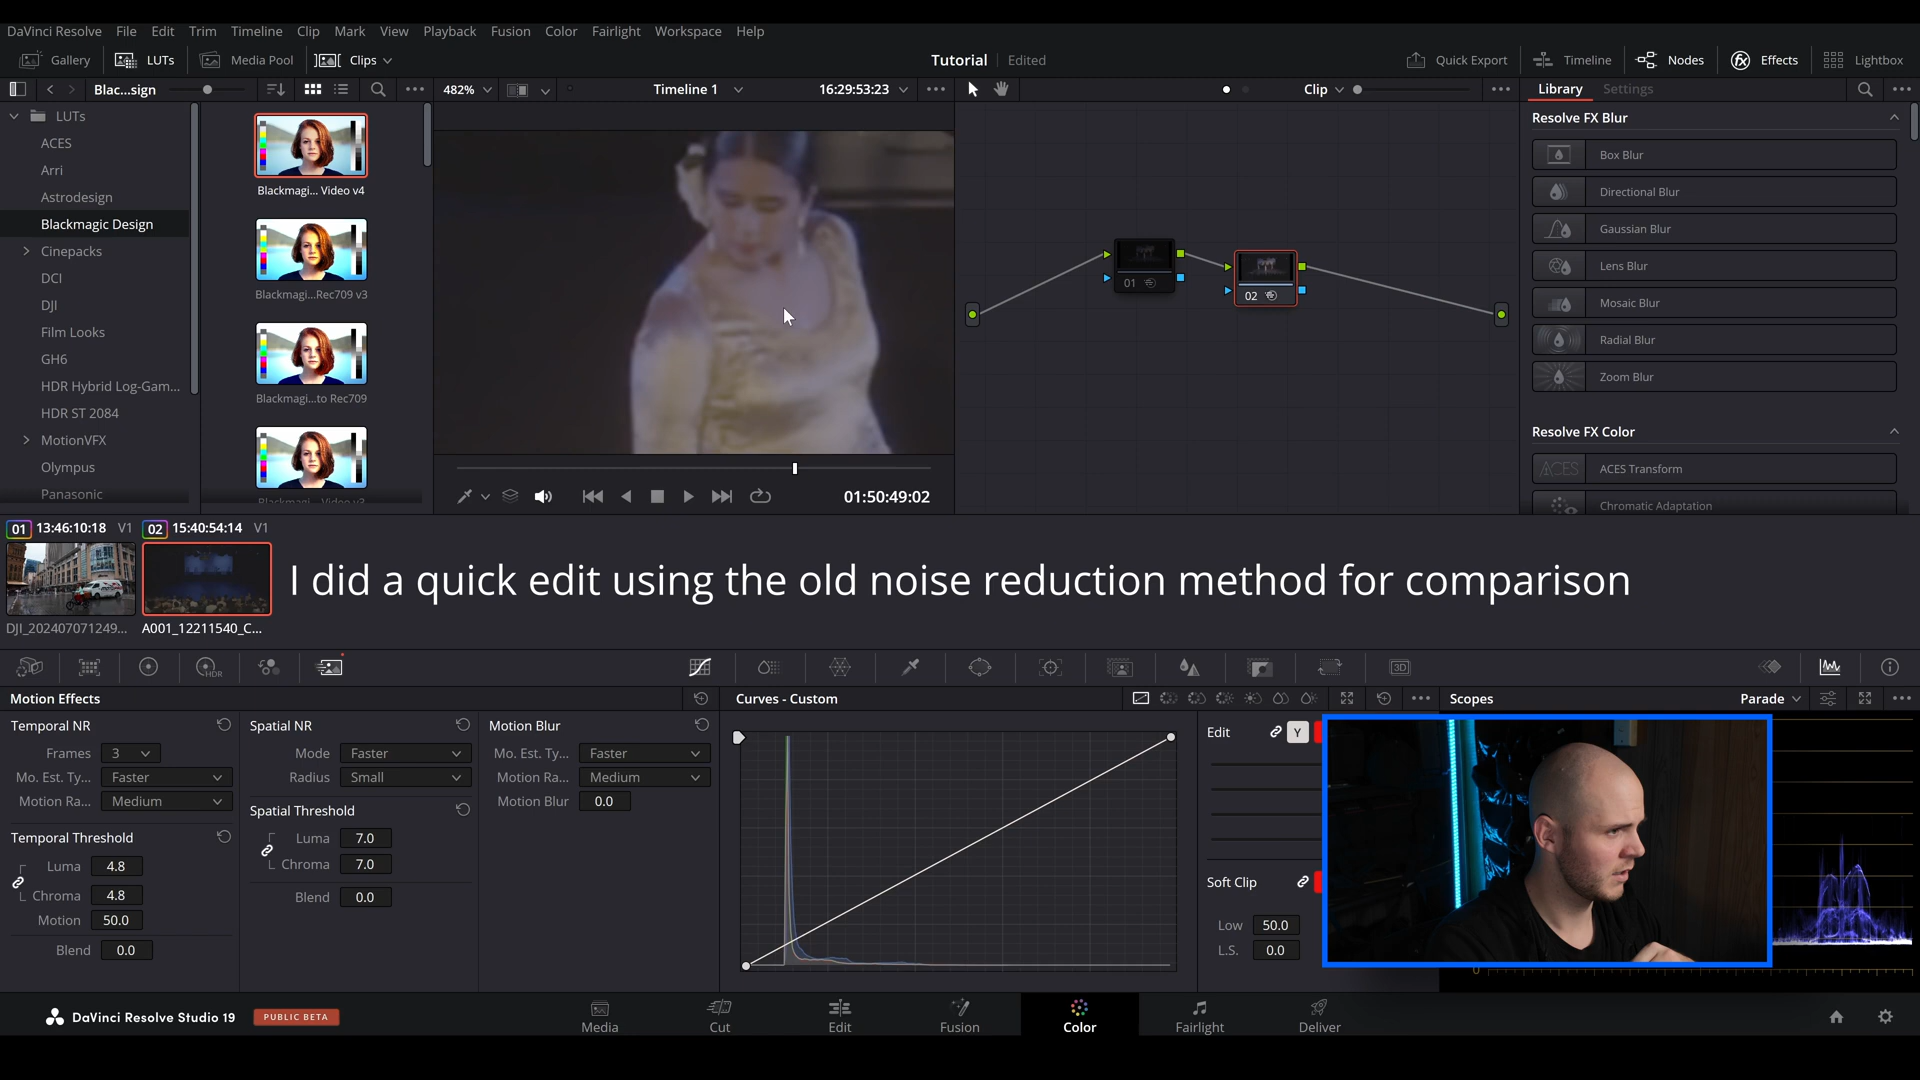 DaVinci Resolve File Edit Trim Timeline Clip Mark View Playback Fusion Color Fairlight Workspace Help
Gallery LUTs Media Pool Clips Tutorial Edited Quick Export Timeline Nodes Effects Lightbox
Blac...sign 482% Timeline 1 16:29:53:23 Clip Library Settings
LUTs
ACES
Arri
Astrodesign
Blackmagic Design
Cinepacks
DCI
DJI
Film Looks
GH6
HDR Hybrid Log-Gam...
HDR ST 2084
MotionVFX
Olympus
Panasonic
Blackmagi... Video v4
Blackmagi...Rec709 v3
Blackmagi...to Rec709
Blackmagi... Video v3
01:50:49:02
01
02
Resolve FX Blur
Box Blur
Directional Blur
Gaussian Blur
Lens Blur
Mosaic Blur
Radial Blur
Zoom Blur
Resolve FX Color
ACES ACES Transform
Chromatic Adaptation
01 13:46:10:18 V1 02 15:40:54:14 V1
DJI_202407071249... A001_12211540_C...
I did a quick edit using the old noise reduction method for comparison
HDR
3D
Motion Effects
Temporal NR
Frames 3
Mo. Est. Ty... Faster
Motion Ra... Medium
Temporal Threshold
Luma 4.8
Chroma 4.8
Motion 50.0
Blend 0.0
Spatial NR
Mode Faster
Radius Small
Spatial Threshold
Luma 7.0
Chroma 7.0
Blend 0.0
Motion Blur
Mo. Est. Ty... Faster
Motion Ra... Medium
Motion Blur 0.0
Curves - Custom
Edit Y
Soft Clip
Low 50.0
L.S. 0.0
Scopes Parade
0
DaVinci Resolve Studio 19 PUBLIC BETA
Media Cut Edit Fusion Color Fairlight Deliver